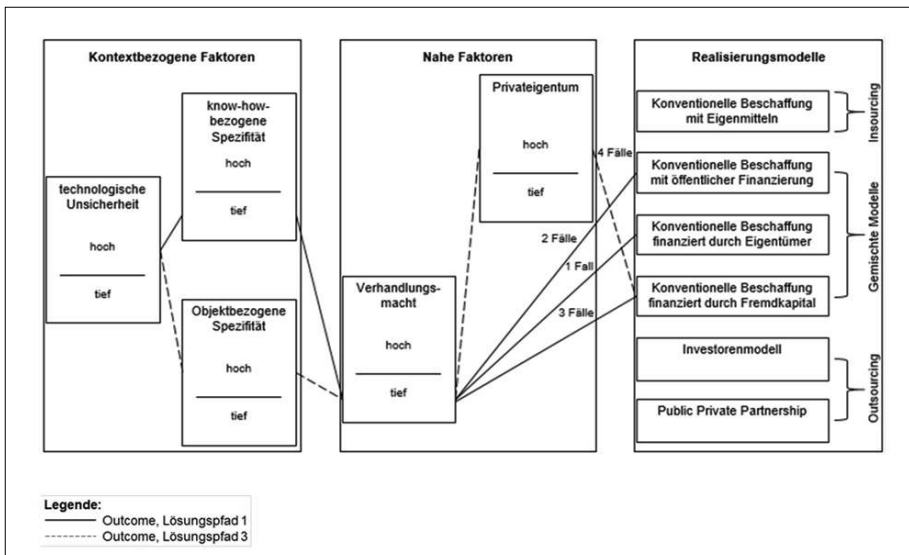 Kontextbezogene Faktoren
technologische
Unsicherheit
hoch
tief
know-how-
bezogene
Spezifität
hoch
tief
Objektbezogene
Spezifität
hoch
tief
Nahe Faktoren
Verhandlungs-
macht
hoch
tief
Privateigentum
hoch
tief
4 Fälle
2 Fälle
1 Fall
3 Fälle
Realisierungsmodelle
Konventionelle Beschaffung
mit Eigenmitteln
Konventionelle Beschaffung
mit öffentlicher Finanzierung
Konventionelle Beschaffung
finanziert durch Eigentümer
Konventionelle Beschaffung
finanziert durch Fremdkapital
Investorenmodell
Public Private Partnership
Insourcing
Gemischte Modelle
Outsourcing
Legende:
Outcome, Lösungspfad 1
Outcome, Lösungspfad 3